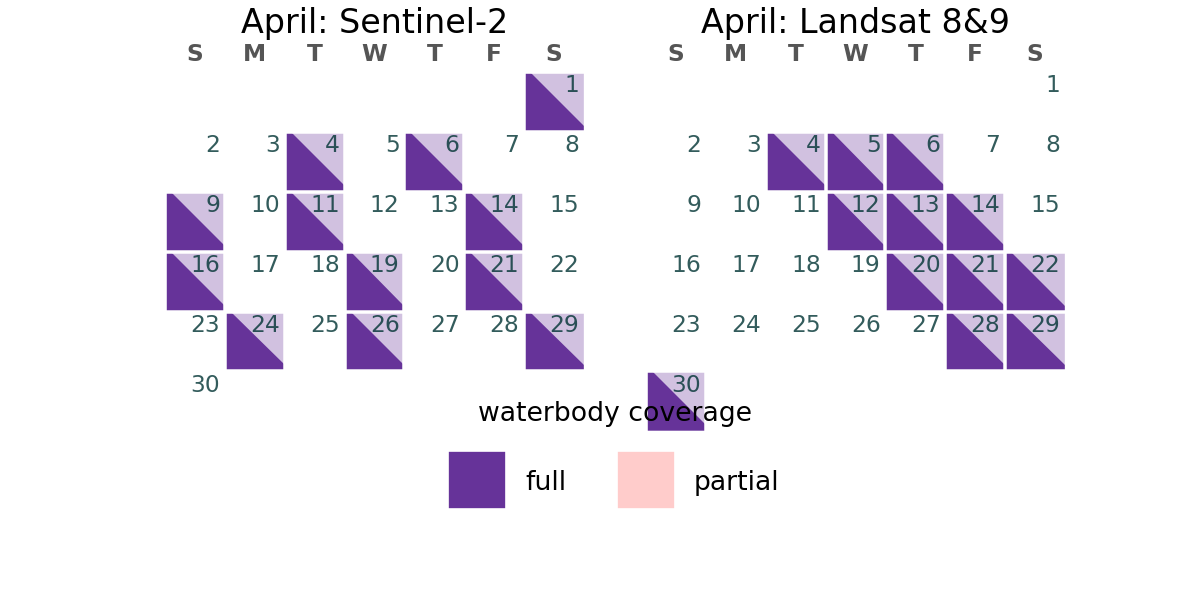 April: Sentinel-2
S M T W T F S
1
2 3 4 5 6 7 8
9 10 11 12 13 14 15
16 17 18 19 20 21 22
23 24 25 26 27 28 29
30
April: Landsat 8&9
S M T W T F S
1
2 3 4 5 6 7 8
9 10 11 12 13 14 15
16 17 18 19 20 21 22
23 24 25 26 27 28 29
30
waterbody coverage
full partial